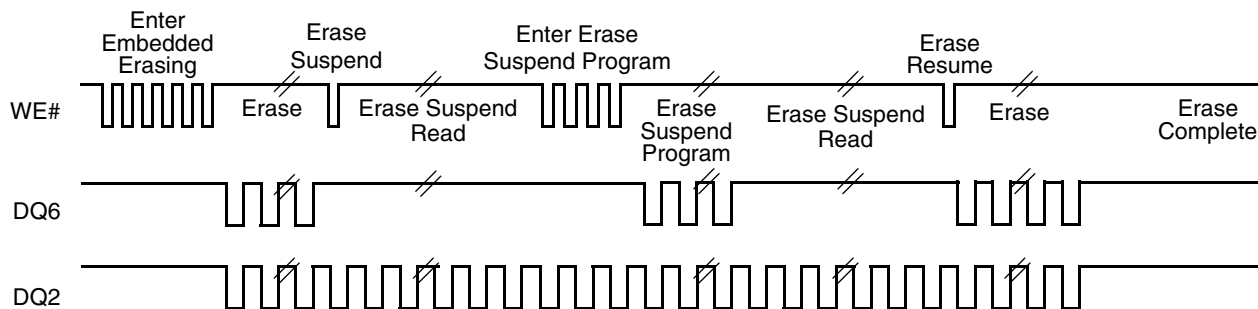 Enter
Embedded
Erasing
Erase
Suspend
Enter Erase
Suspend Program
Erase
Resume
WE#
Erase
Erase Suspend
Read
Erase
Suspend
Program
Erase Suspend
Read
Erase
Erase
Complete
DQ6
DQ2